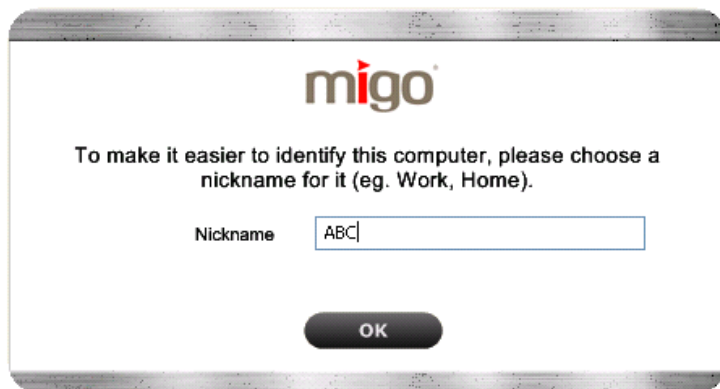 migo
To make it easier to identify this computer, please choose a
nickname for it (eg. Work, Home).
Nickname ABC
OK